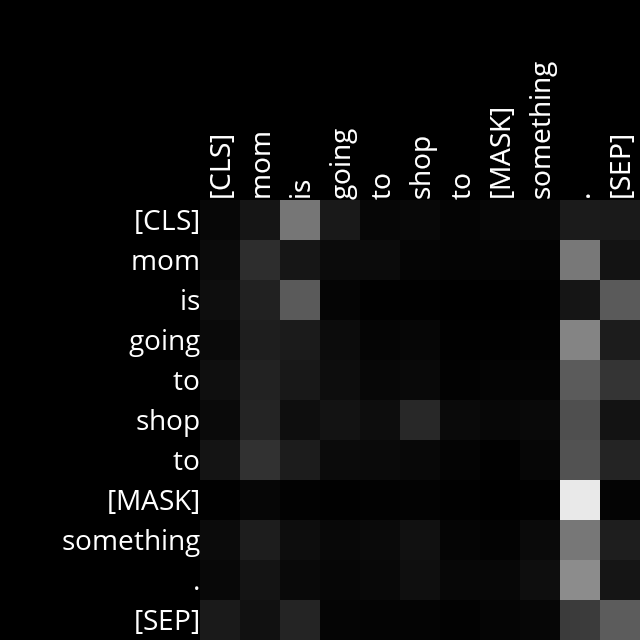 [CLS] mom is going to shop to [MASK] something . [SEP]
[CLS]
mom
is
going
to
shop
to
[MASK]
something
.
[SEP]